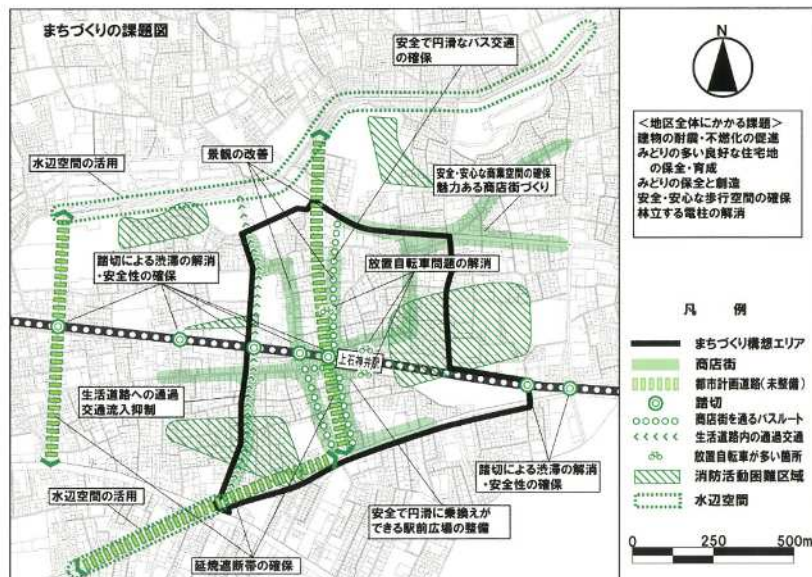 まちづくりの課題図
安全で円滑なバス交通
の確保
景観の改善
水辺空間の活用
安全・安心な商業空間の確保
魅力ある商店街づくり
踏切による渋滞の解消
・安全性の確保
放置自転車問題の解消
上石神井駅
生活道路への通過
交通流入抑制
水辺空間の活用
踏切による渋滞の解消
・安全性の確保
安全で円滑に乗換えが
できる駅前広場の整備
延焼遮断帯の確保
N
<地区全体にかかる課題>
建物の耐震・不燃化の促進
みどりの多い良好な住宅地
の保全・育成
みどりの保全と創造
安全・安心な歩行空間の確保
林立する電柱の解消
凡 例
まちづくり構想エリア
商店街
都市計画道路(未整備)
踏切
商店街を通るバスルート
生活道路内の通過交通
放置自転車が多い箇所
消防活動困難区域
水辺空間
0 250 500m